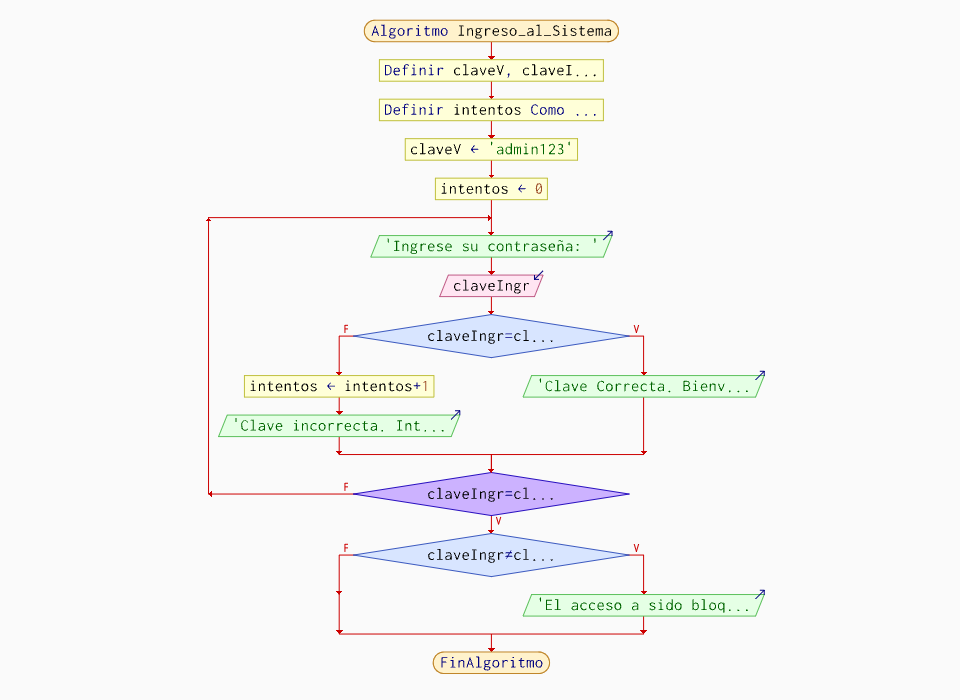 Algoritmo Ingreso_al_Sistema
Definir claveV, claveI...
Definir intentos Como ...
claveV ← 'admin123'
intentos ← 0
'Ingrese su contraseña: '
claveIngr
claveIngr=cl...
F
V
intentos ← intentos+1
'Clave Correcta. Bienv...
'Clave incorrecta. Int...
claveIngr=cl...
F
V
claveIngr≠cl...
F
V
'El acceso a sido bloq...
FinAlgoritmo